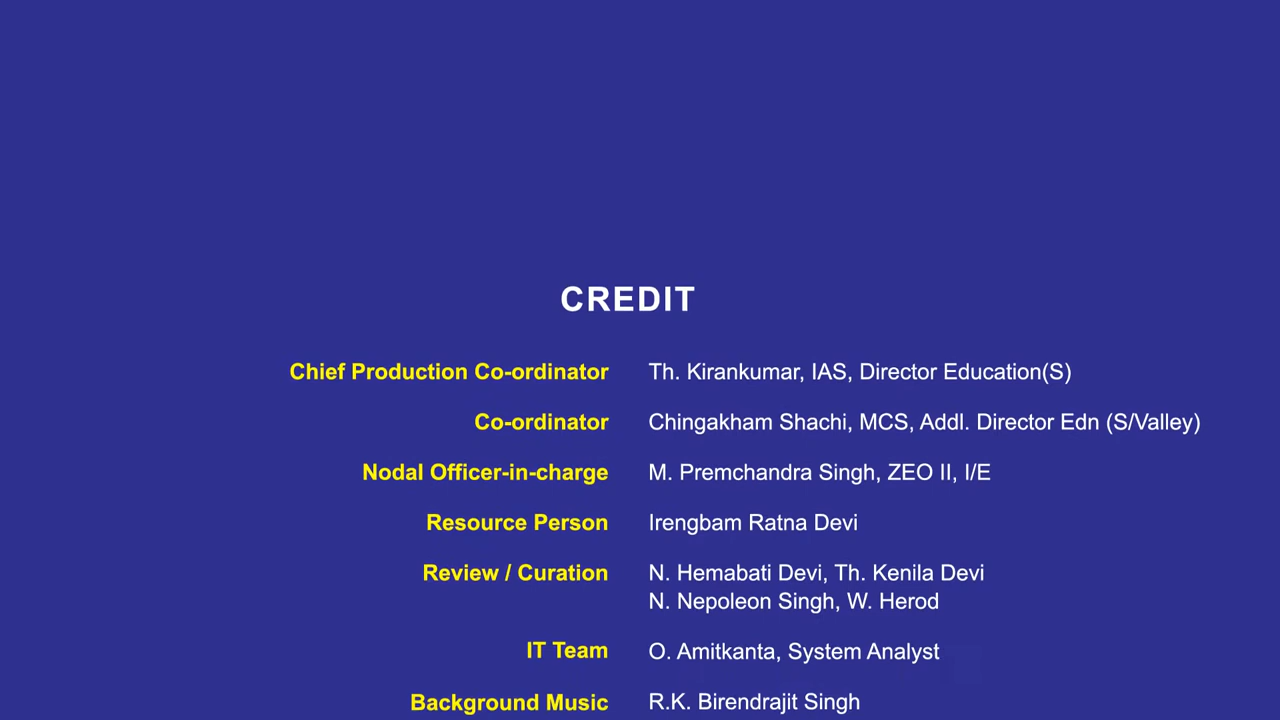 CREDIT
Chief Production Co-ordinator Th. Kirankumar, IAS, Director Education(S)
Co-ordinator Chingakham Shachi, MCS, Addl. Director Edn (S/Valley)
Nodal Officer-in-charge M. Premchandra Singh, ZEO II, I/E
Resource Person Irengbam Ratna Devi
Review / Curation N. Hemabati Devi, Th. Kenila Devi
N. Nepoleon Singh, W. Herod
IT Team O. Amitkanta, System Analyst
Background Music R.K. Birendrajit Singh